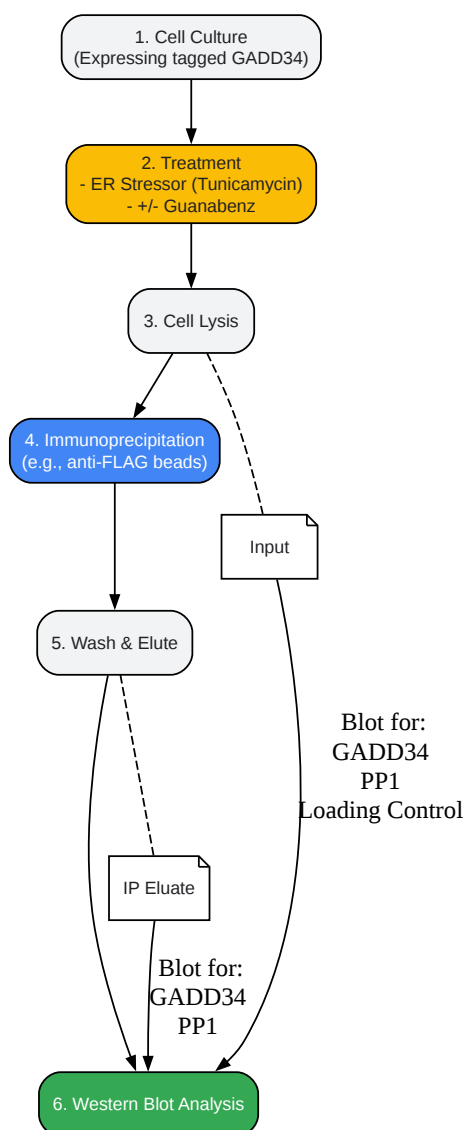 1. Cell Culture
(Expressing tagged GADD34)
2. Treatment
- ER Stressor (Tunicamycin)
- +/- Guanabenz
3. Cell Lysis
4. Immunoprecipitation
(e.g., anti-FLAG beads)
Input
5. Wash & Elute
Blot for:
GADD34
PP1
Loading Control
IP Eluate
Blot for:
GADD34
PP1
6. Western Blot Analysis